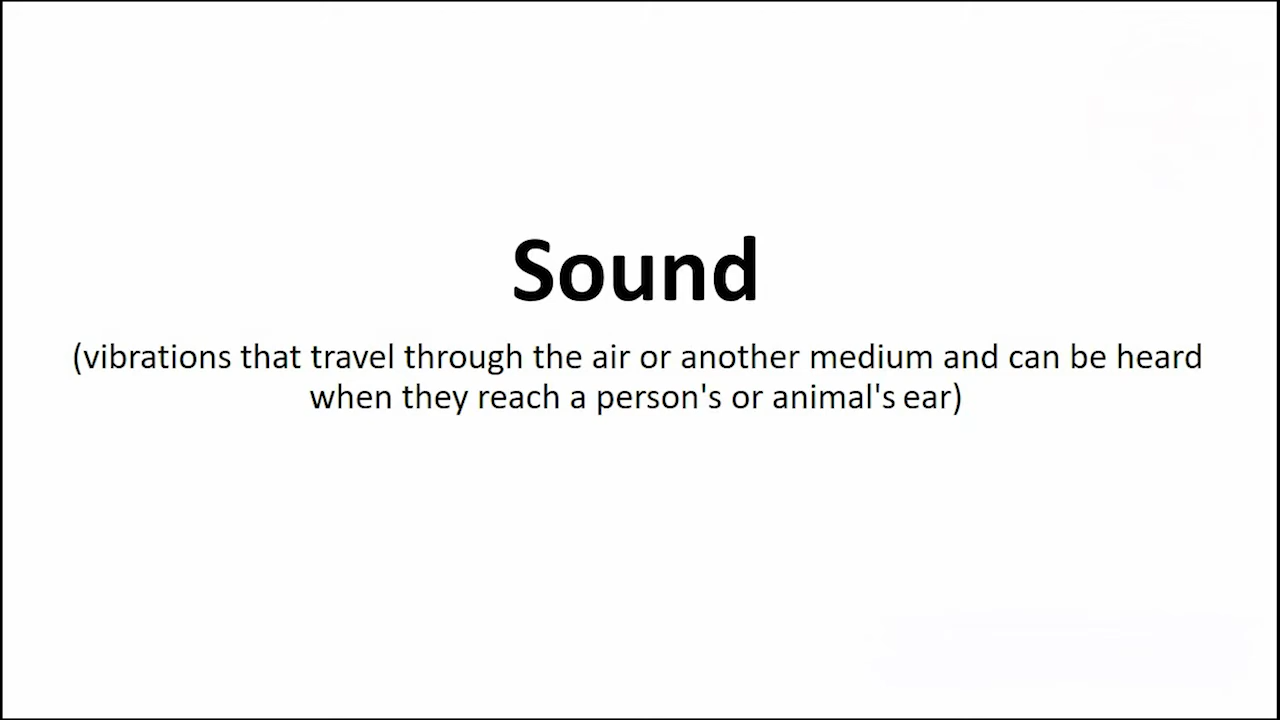 Sound
(vibrations that travel through the air or another medium and can be heard
when they reach a person's or animal's ear)